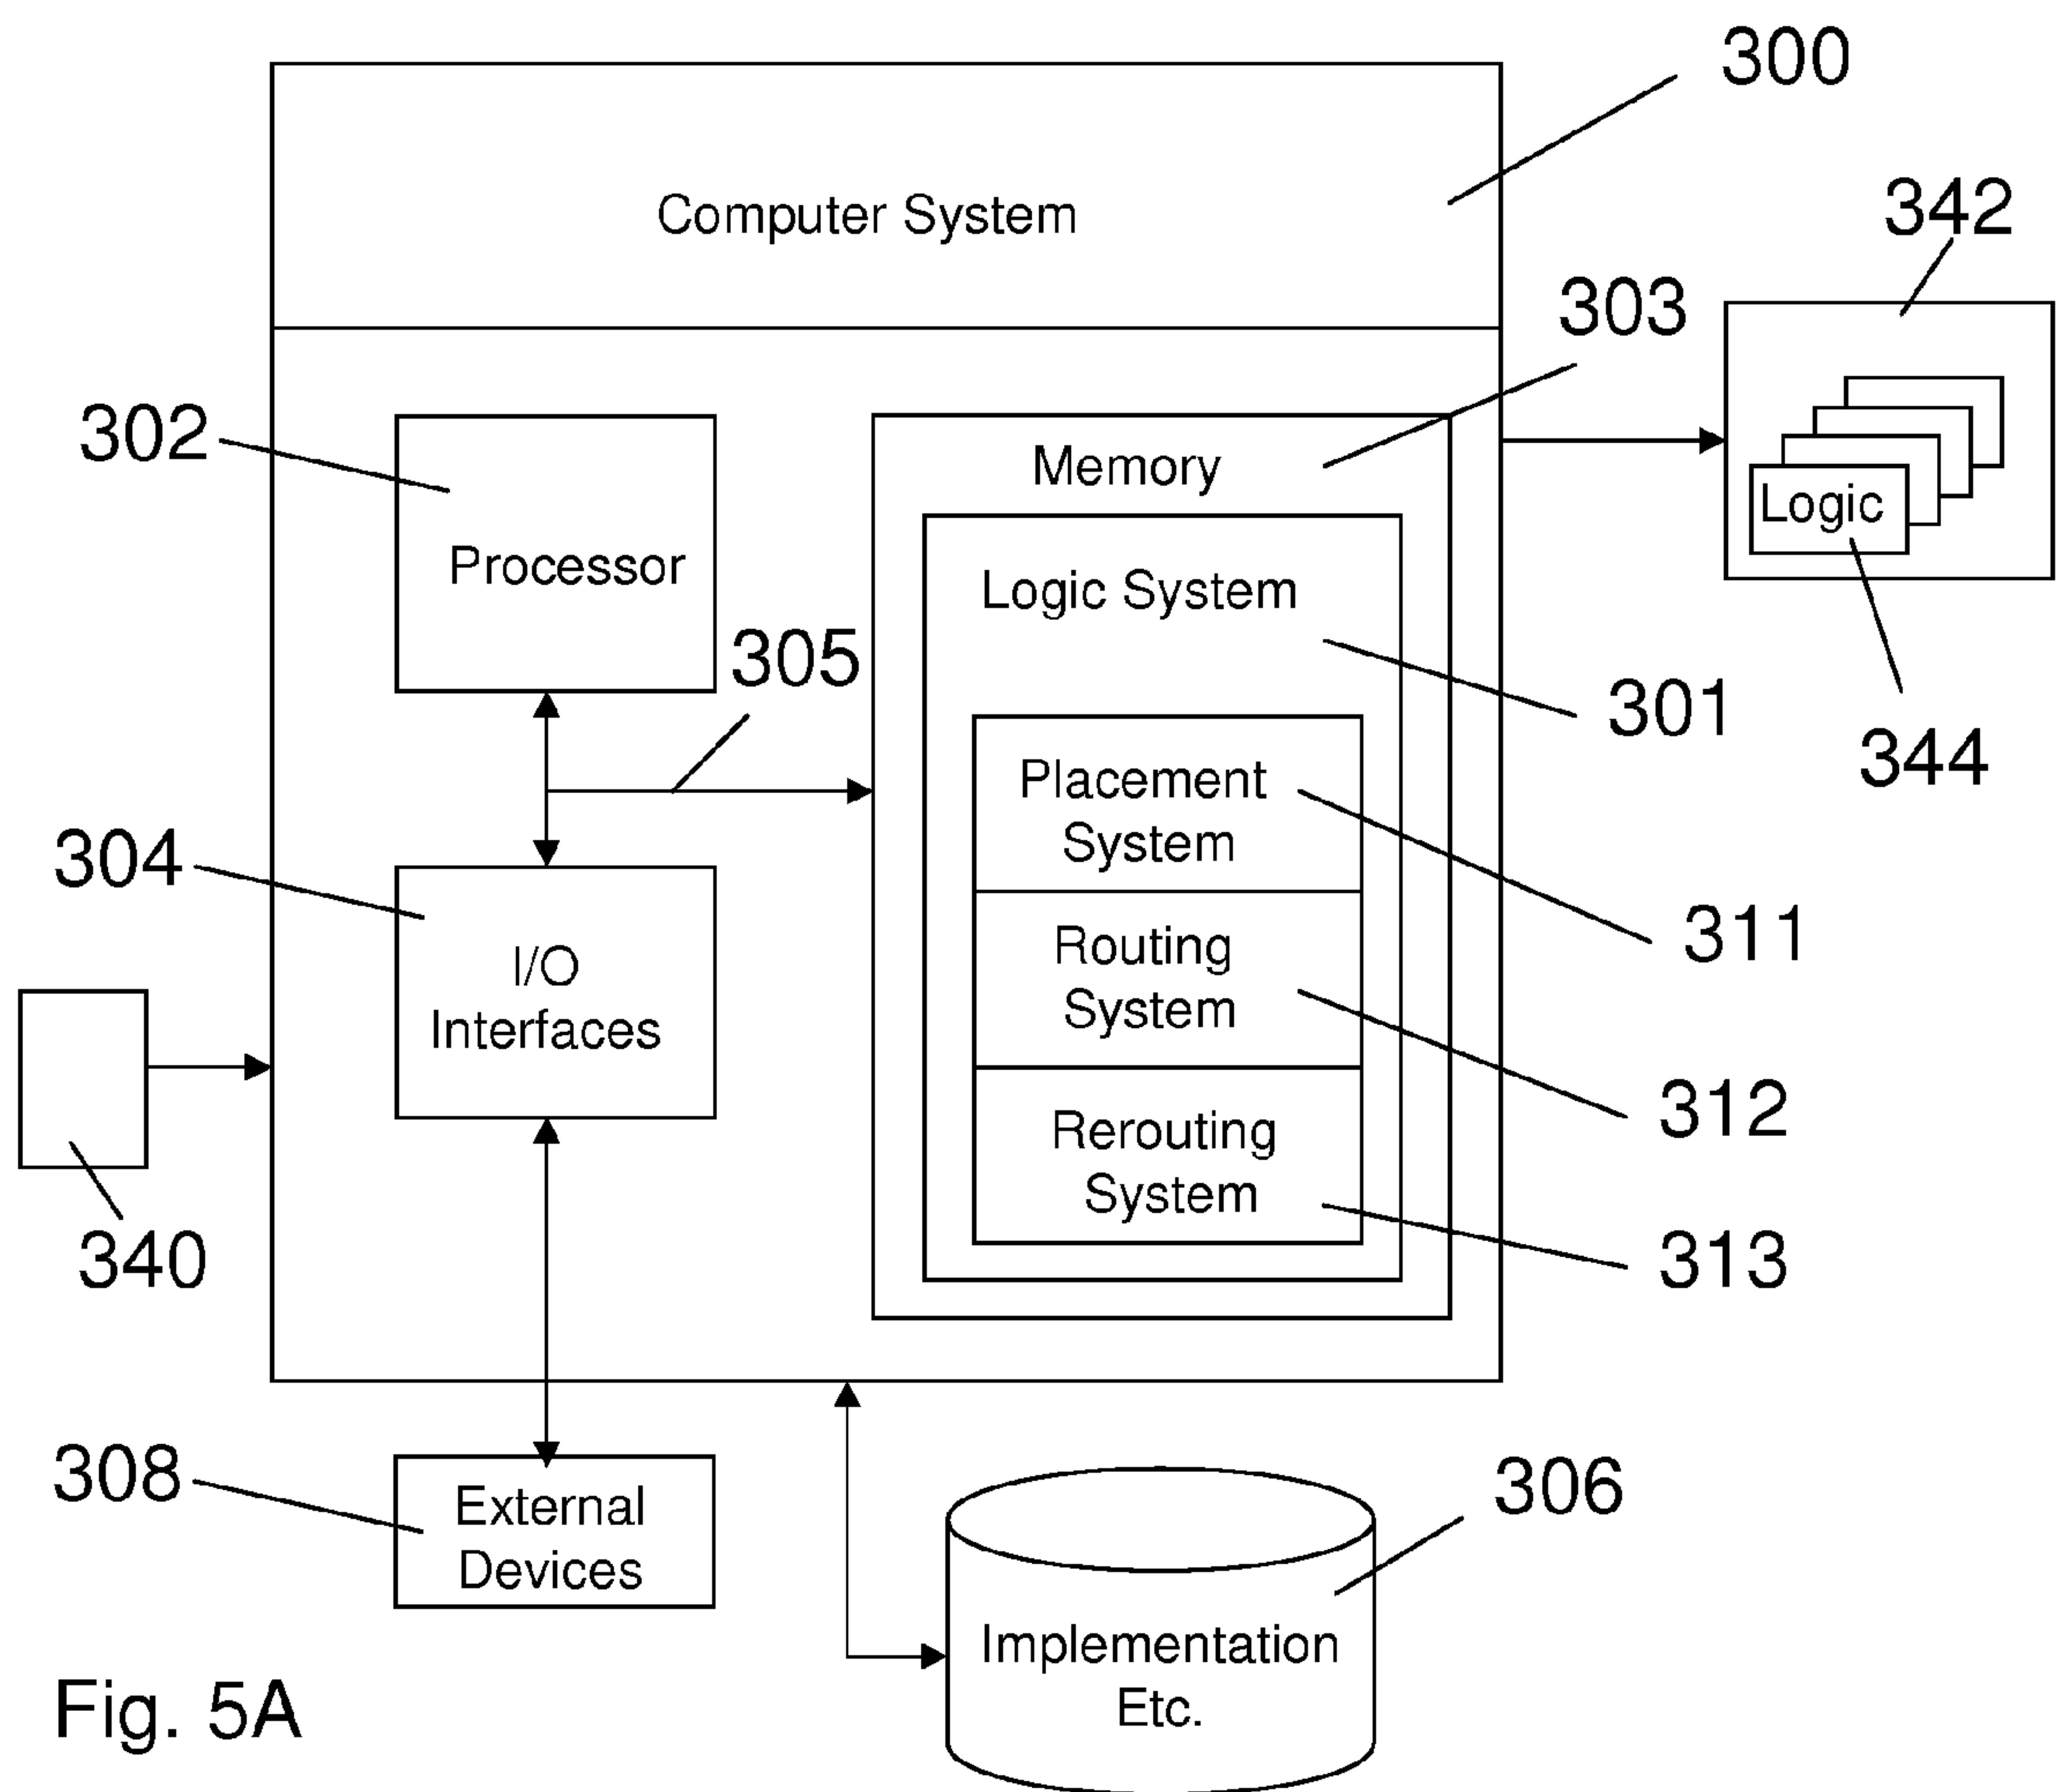 300
Computer System
342
303
302
Memory
Logic
Processor
Logic System
305
301
344
Placement
System
304
311
Routing
System
I/O
Interfaces
312
Rerouting
System
340
313
308
External
Devices
306
Implementation
Etc.
Fig. 5A